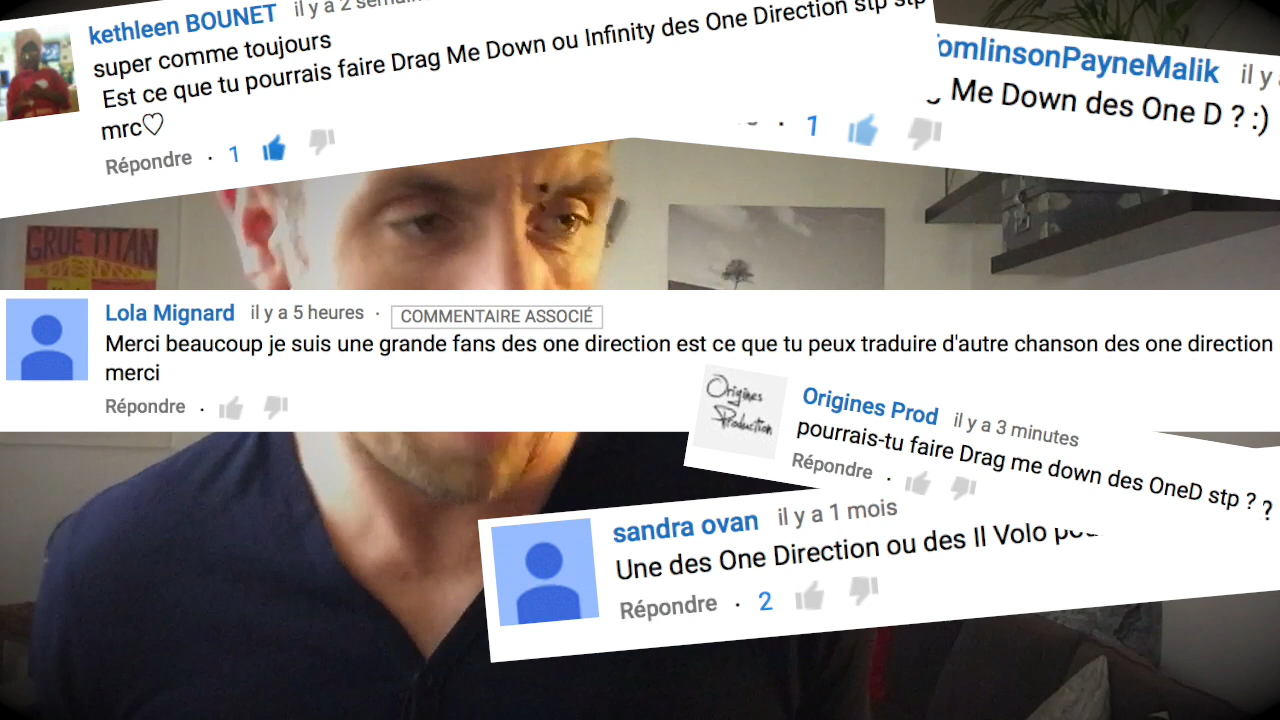 kethleen BOUNET il y a 2
super comme toujours
Est ce que tu pourrais faire Drag Me Down ou Infinity des One Direction stp stp
mrc♡
Répondre · 1
omlinsonPayneMalik il y
Me Down des One D ? :)
· 1
GRUE TITAN
Lola Mignard il y a 5 heures · COMMENTAIRE ASSOCIÉ
Merci beaucoup je suis une grande fans des one direction est ce que tu peux traduire d'autre chanson des one direction
merci
Répondre ·
Origines Production
Origines Prod il y a 3 minutes
pourrais-tu faire Drag me down des OneD stp ? ?
Répondre ·
sandra ovan il y a 1 mois
Une des One Direction ou des Il Volo
Répondre · 2